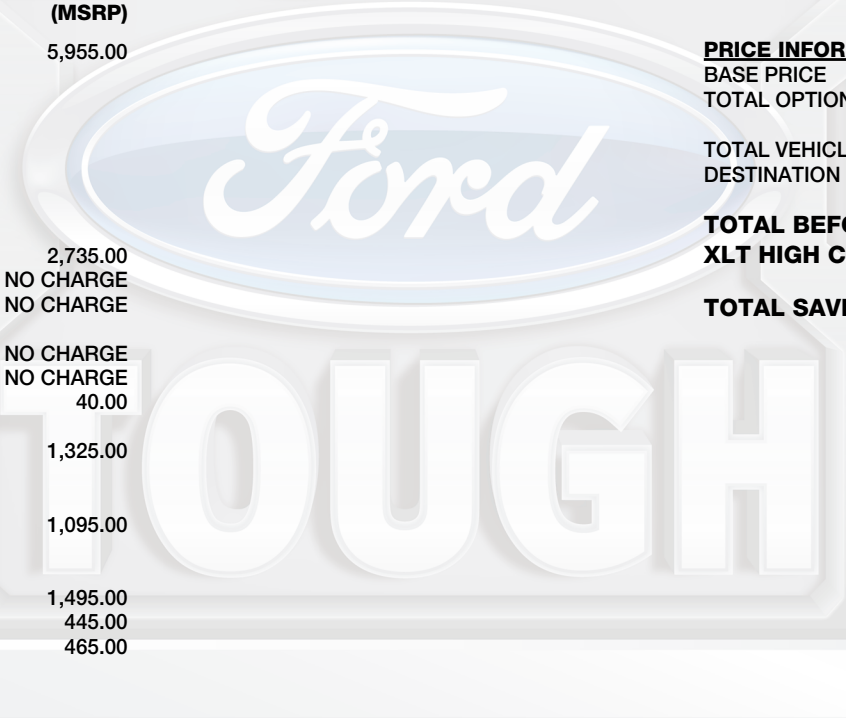 (MSRP)
5,955.00
2,735.00
NO CHARGE
NO CHARGE
NO CHARGE
NO CHARGE
40.00
1,325.00
1,095.00
1,495.00
445.00
465.00
PRICE INFOR
BASE PRICE
TOTAL OPTION
TOTAL VEHICL
DESTINATION
TOTAL BEFO
XLT HIGH C
TOTAL SAVI
Ford
TOUGH